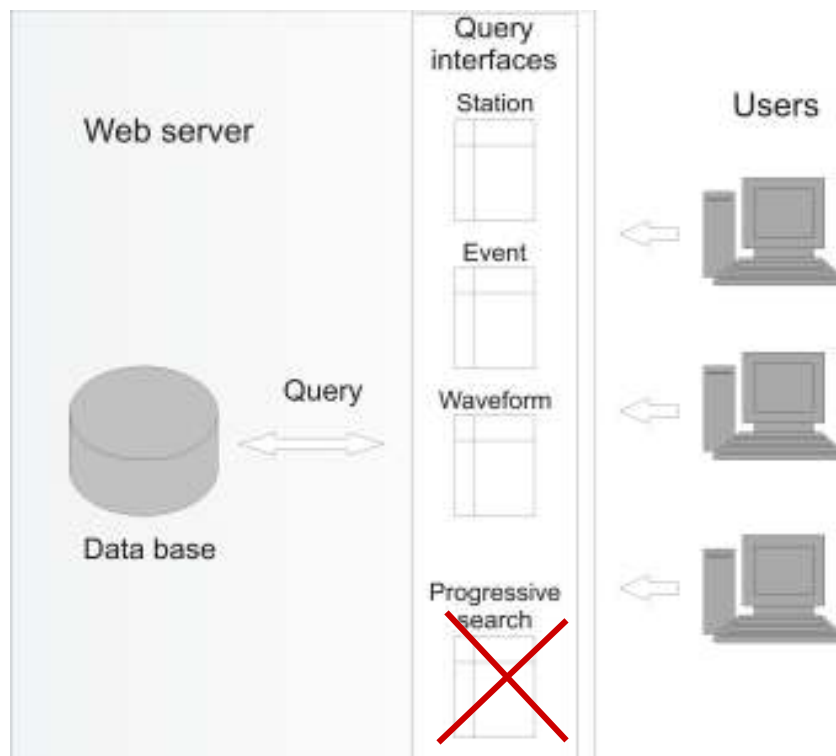 Query
interfaces
Station
Users
Web server
Event
Query
Waveform
Data base
Progressive
search